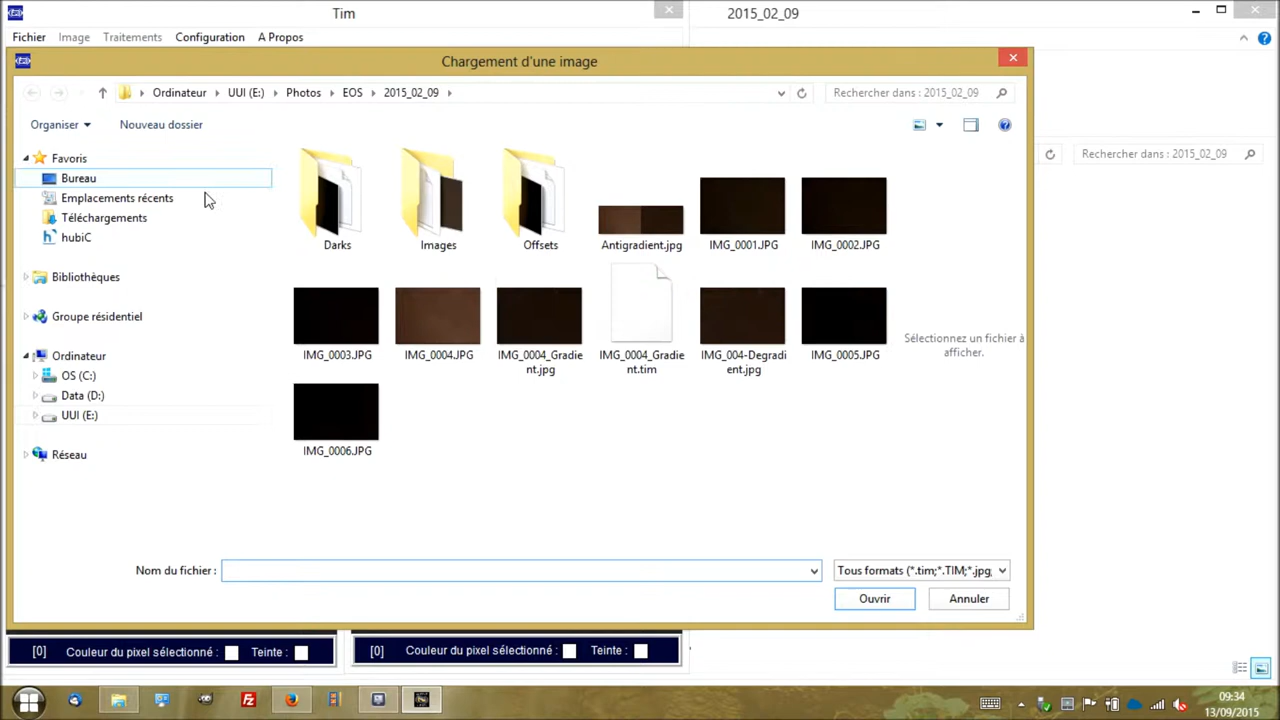 Tim
2015_02_09
Fichier Image Traitements Configuration A Propos
Chargement d'une image
Ordinateur UUI (E:) Photos EOS 2015_02_09
Rechercher dans : 2015_02_09
Organiser Nouveau dossier
Rechercher dans : 2015_02_09
Favoris
Bureau
Emplacements récents
Téléchargements
hubiC
Bibliothèques
Groupe résidentiel
Ordinateur
OS (C:)
Data (D:)
UUI (E:)
Réseau
Darks Images Offsets Antigradient.jpg IMG_0001.JPG IMG_0002.JPG
IMG_0003.JPG IMG_0004.JPG IMG_0004_Gradie IMG_0004_Gradie IMG_004-Degradi IMG_0005.JPG
nt.jpg nt.tim ent.jpg
IMG_0006.JPG
Sélectionnez un fichier à
afficher.
Nom du fichier :
Tous formats (*.tim;*.TIM;*.jpg;
Ouvrir Annuler
[0] Couleur du pixel sélectionné : Teinte :
[0] Couleur du pixel sélectionné : Teinte :
09:34
13/09/2015